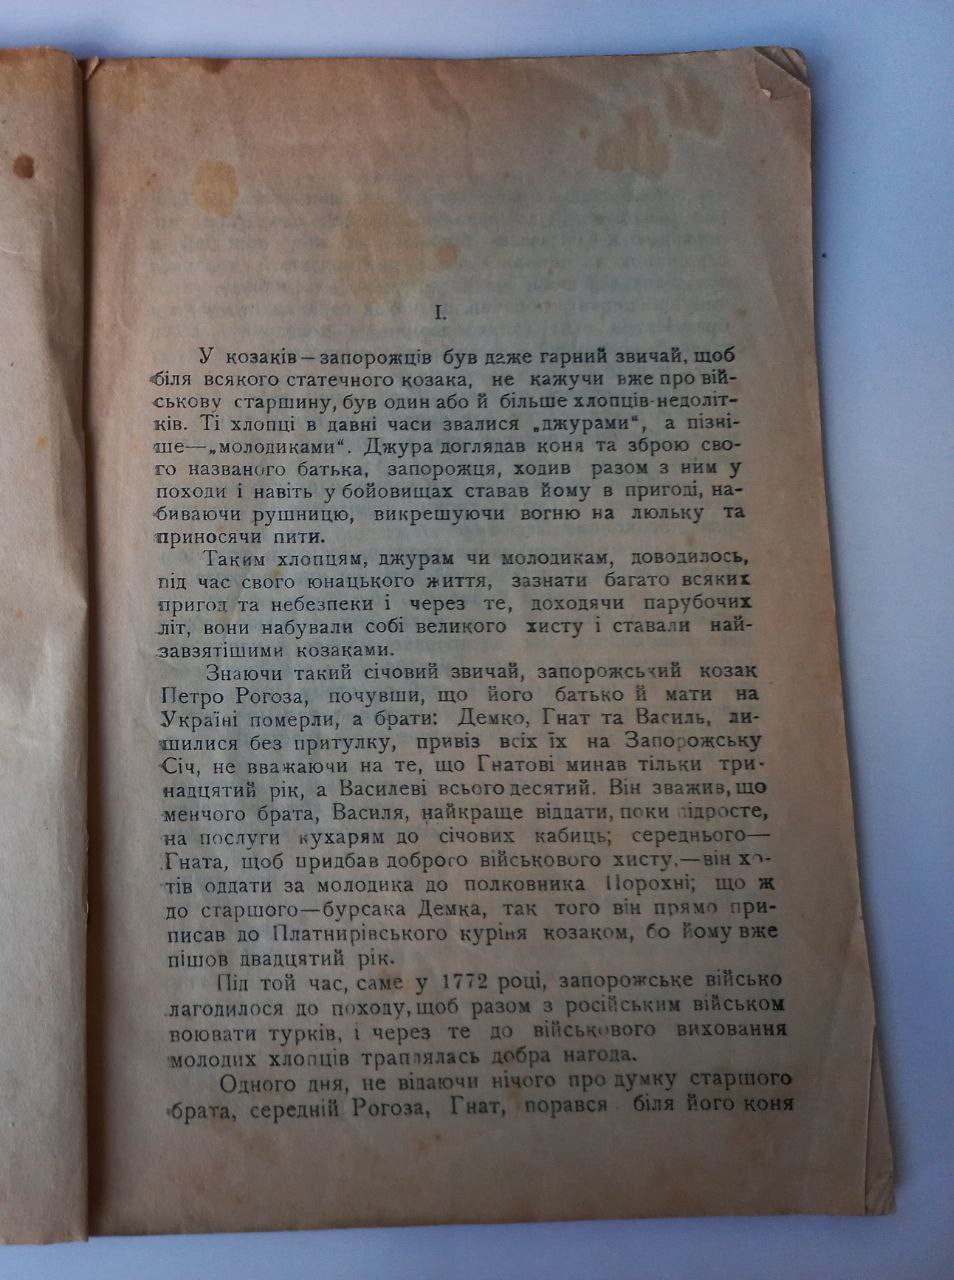 I.
У козаків—запорожців був даже гарний звичай, щоб
біля всякого статечного козака, не кажучи вже про вій-
ськову старшину, був один або й більше хлопців-недоліт-
ків. Ті хлопці в давні часи звалися „джурами“, а пізні-
ше—„молодиками“. Джура доглядав коня та зброю сво-
го названого батька, запорожця, ходив разом з ним у
походи і навіть у бойовищах ставав йому в пригоді, на-
биваючи рушницю, викрешуючи вогню на люльку та
приносячи пити.
Таким хлопцям, джурам чи молодикам, доводилось,
під час свого юнацького життя, зазнати багато всяких
пригод та небезпеки і через те, доходячи парубочих
літ, вони набували собі великого хисту і ставали най-
завзятішими козаками.
Знаючи такий січовий звичай, запорожський козак
Петро Рогоза, почувши, що його батько й мати на
Україні померли, а брати: Демко, Гнат та Василь, ли-
шилися без притулку, привіз всіх їх на Запорожську
Січ, не вважаючи на те, що Гнатові минав тільки три-
надцятий рік, а Василеві всього десятий. Він зважив, що
менчого брата, Василя, найкраще віддати, поки підросте,
на послуги кухарям до січових кабиць; середнього—
Гната, щоб придбав доброго військового хисту,—він хо-
тів оддати за молодика до полковника Порохні; що ж
до старшого—бурсака Демка, так того він прямо при-
писав до Платнирівського куріня козаком, бо йому вже
пішов двадцятий рік.
Під той час, саме у 1772 році, запорожське військо
лагодилося до походу, щоб разом з російським військом
воювати турків, і через те до військового виховання
молодих хлопців траплялась добра нагода.
Одного дня, не відаючи нічого про думку старшого
брата, середній Рогоза, Гнат, порався біля його коня